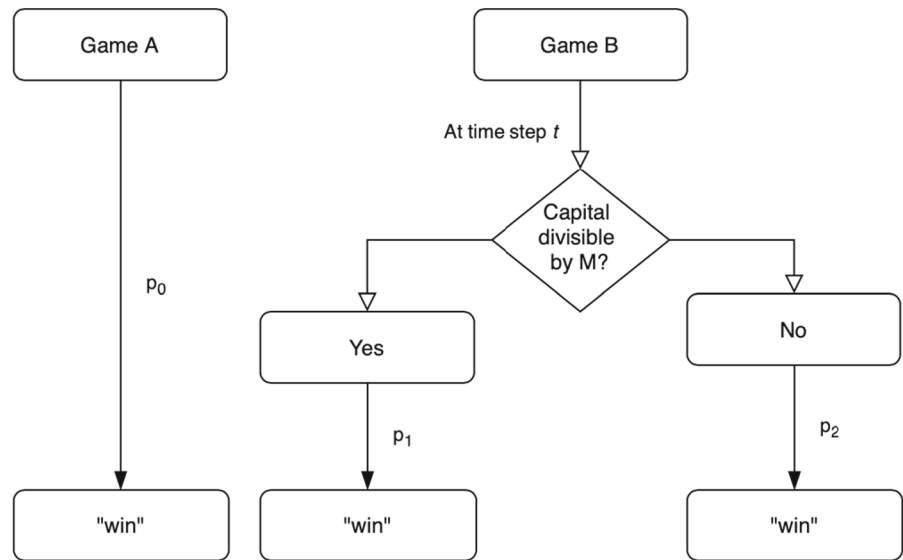 Game A
Game B
At time step t
Capital
divisible
by M?
p0
Yes
No
p1
p2
"win"
"win"
"win"